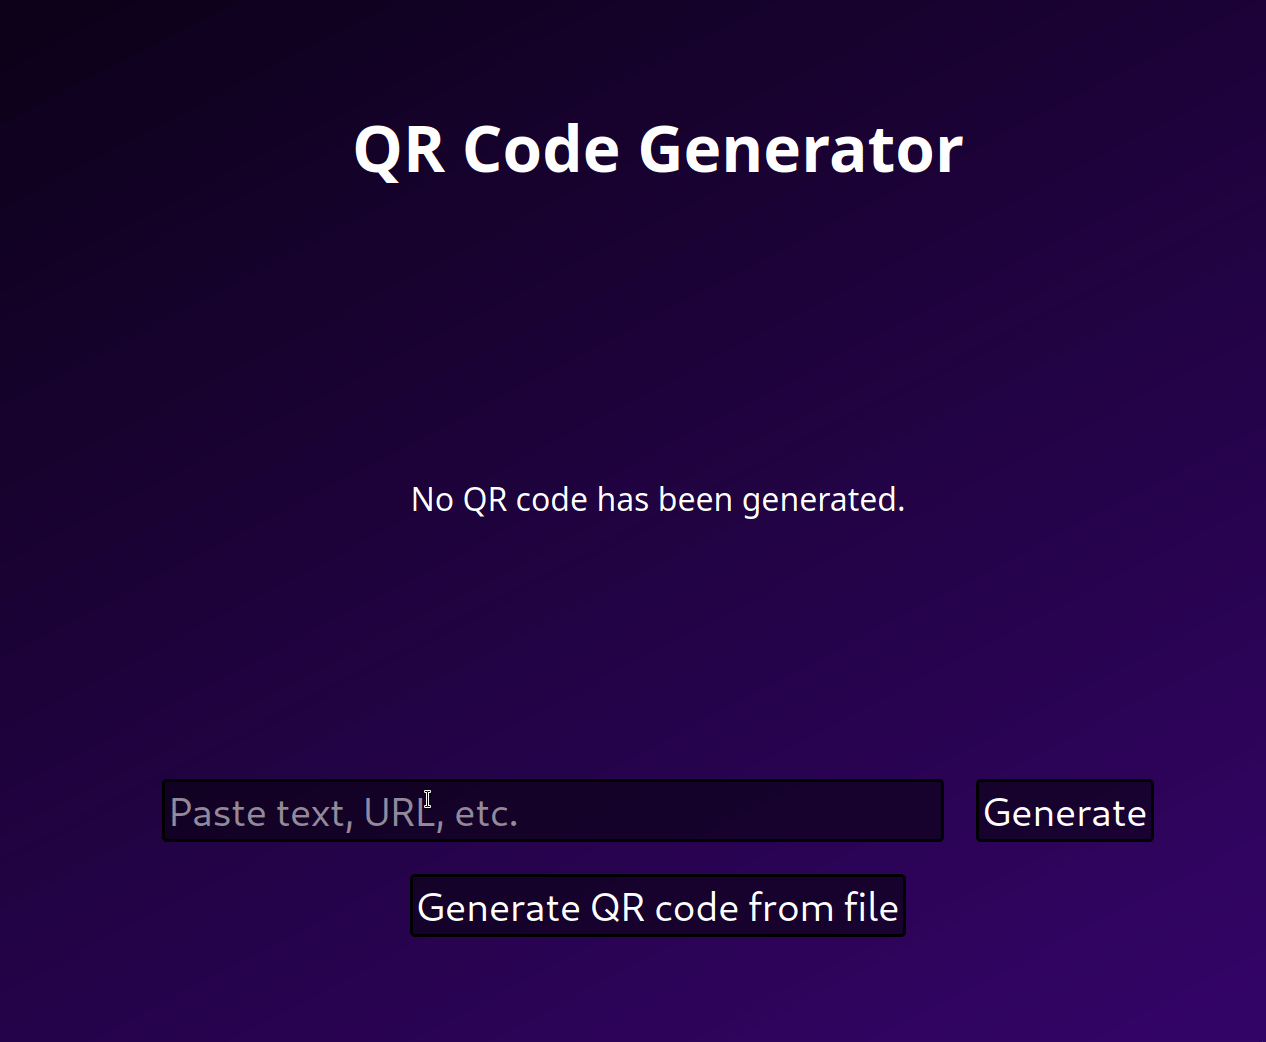 QR Code Generator
No QR code has been generated.
Paste text, URL, etc.
Generate
Generate QR code from file